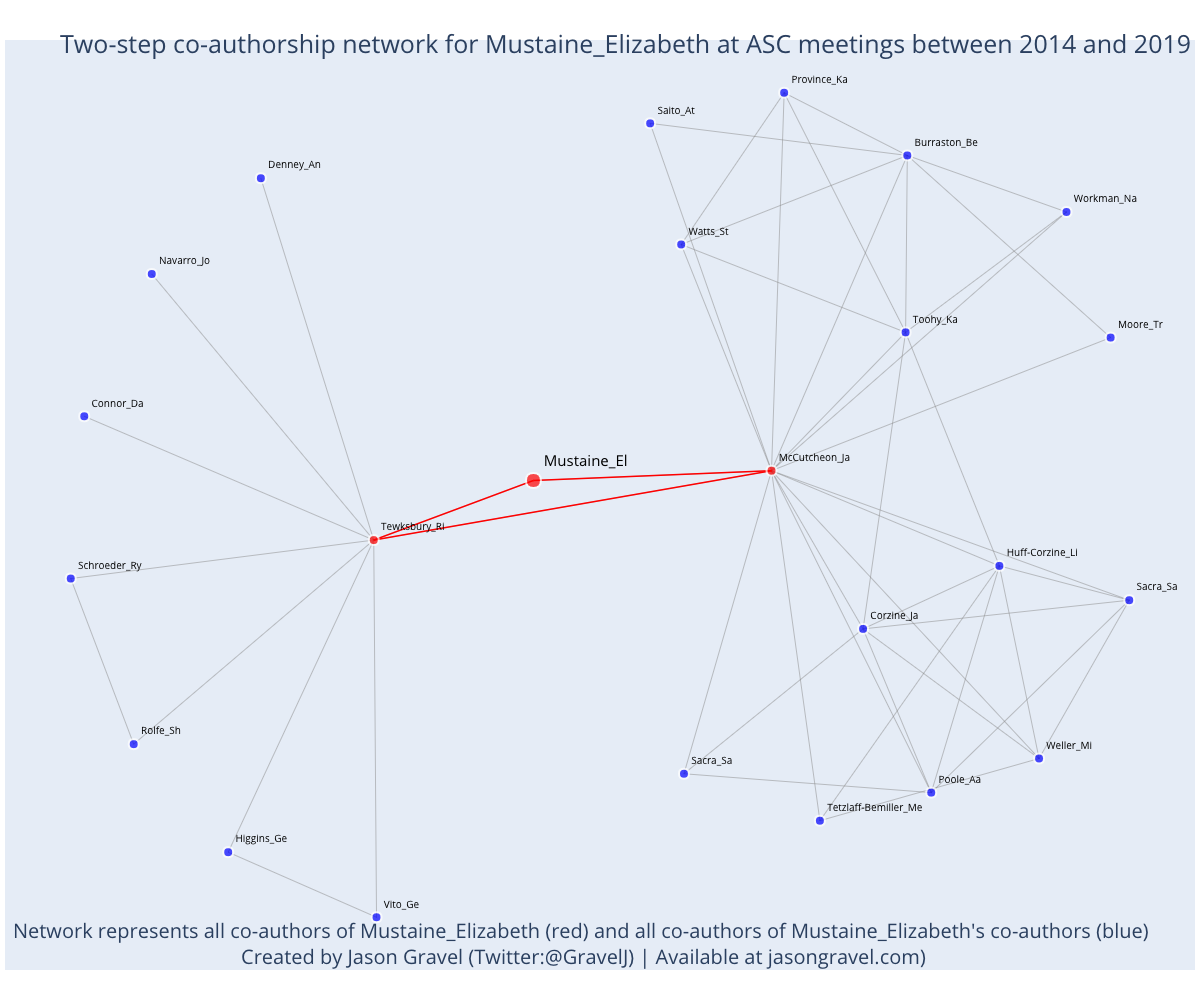 Two-step co-authorship network for Mustaine_Elizabeth at ASC meetings between 2014 and 2019
Province_Ka
Saito_At
Burraston_Be
Denney_An
Workman_Na
Watts_St
Navarro_Jo
Toohy_Ka
Moore_Tr
Connor_Da
McCutcheon_Ja
Mustaine_El
Tewksbury_Ri
Huff-Corzine_Li
Schroeder_Ry
Sacra_Sa
Corzine_Ja
Rolfe_Sh
Weller_Mi
Sacra_Sa
Poole_Aa
Tetzlaff-Bemiller_Me
Higgins_Ge
Vito_Ge
Network represents all co-authors of Mustaine_Elizabeth (red) and all co-authors of Mustaine_Elizabeth's co-authors (blue)
Created by Jason Gravel (Twitter:@GravelJ) | Available at jasongravel.com)